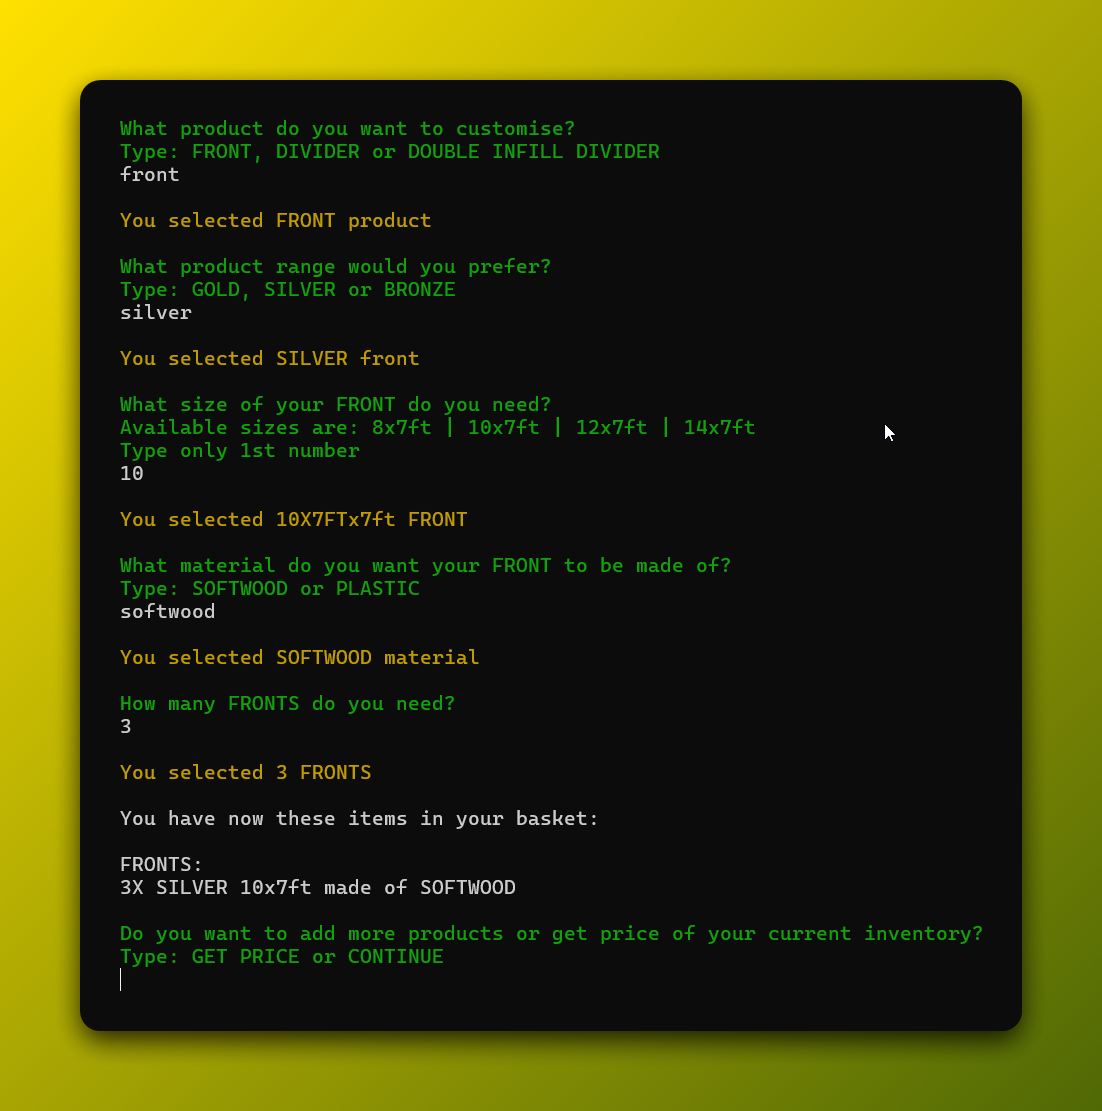 What product do you want to customise?
Type: FRONT, DIVIDER or DOUBLE INFILL DIVIDER
front
You selected FRONT product
What product range would you prefer?
Type: GOLD, SILVER or BRONZE
silver
You selected SILVER front
What size of your FRONT do you need?
Available sizes are: 8x7ft | 10x7ft | 12x7ft | 14x7ft
Type only 1st number
10
You selected 10X7FTx7ft FRONT
What material do you want your FRONT to be made of?
Type: SOFTWOOD or PLASTIC
softwood
You selected SOFTWOOD material
How many FRONTS do you need?
3
You selected 3 FRONTS
You have now these items in your basket:
FRONTS:
3X SILVER 10x7ft made of SOFTWOOD
Do you want to add more products or get price of your current inventory?
Type: GET PRICE or CONTINUE